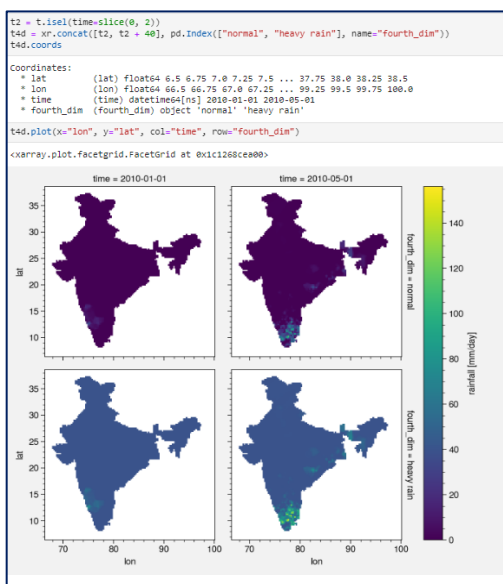 t2 = t.isel(time=slice(0, 2))
t4d = xr.concat([t2, t2 + 40], pd.Index(["normal", "heavy rain"], name="fourth_dim"))
t4d.coords
Coordinates:
* lat (lat) float64 6.5 6.75 7.0 7.25 7.5 ... 37.75 38.0 38.25 38.5
* lon (lon) float64 66.5 66.75 67.0 67.25 ... 99.25 99.5 99.75 100.0
* time (time) datetime64[ns] 2010-01-01 2010-05-01
* fourth_dim (fourth_dim) object 'normal' 'heavy rain'
t4d.plot(x="lon", y="lat", col="time", row="fourth_dim")
<xarray.plot.facetgrid.FacetGrid at 0x1c1268cea00>
time = 2010-01-01
time = 2010-05-01
35
30
25
20
15
10
lat
fourth_dim = normal
35
30
25
20
15
10
lat
fourth_dim = heavy rain
70 80 90 100
lon
70 80 90 100
lon
140
120
100
80
60
40
20
0
rainfall [mm/day]